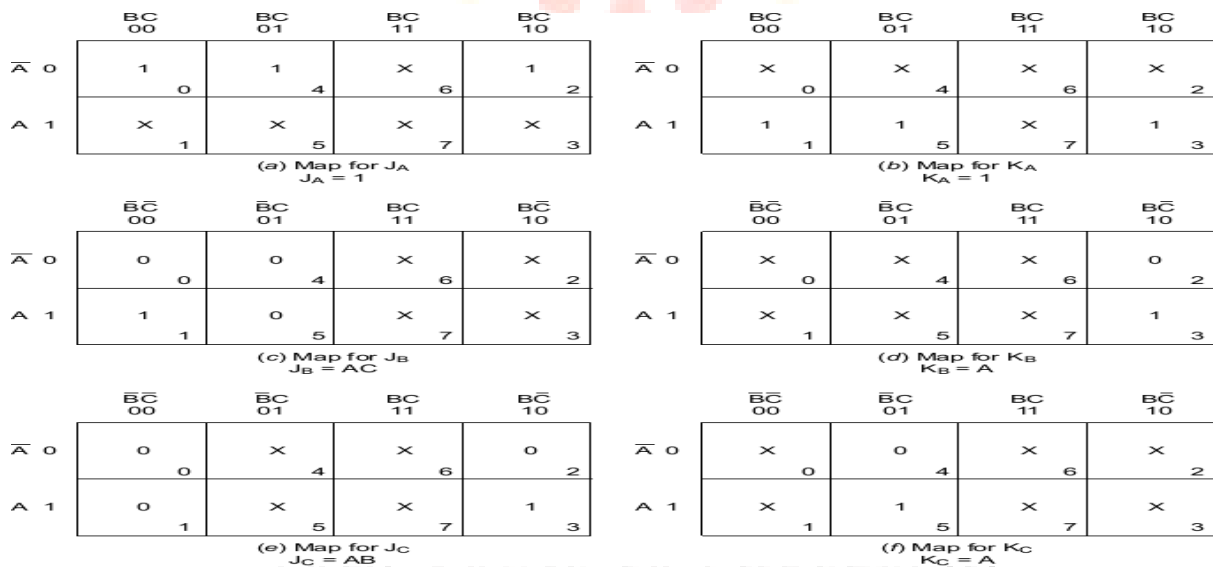 BC BC BC BC
00 01 11 10
A̅ 0 1 1 X 1
0 4 6 2
A 1 X X X X
1 5 7 3
(a) Map for J_A
J_A = 1
BC BC BC BC
00 01 11 10
A̅ 0 X X X X
0 4 6 2
A 1 1 1 X 1
1 5 7 3
(b) Map for K_A
K_A = 1
B̅C̅ B̅C BC BC̅
00 01 11 10
A̅ 0 0 0 X X
0 4 6 2
A 1 1 0 X X
1 5 7 3
(c) Map for J_B
J_B = AC
B̅C̅ B̅C BC BC̅
00 01 11 10
A̅ 0 X X X 0
0 4 6 2
A 1 X X X 1
1 5 7 3
(d) Map for K_B
K_B = A
B̅C̅ B̅C BC BC̅
00 01 11 10
A̅ 0 0 X X 0
0 4 6 2
A 1 0 X X 1
1 5 7 3
(e) Map for J_C
J_C = AB
B̅C̅ B̅C BC BC̅
00 01 11 10
A̅ 0 X 0 X X
0 4 6 2
A 1 X 1 X X
1 5 7 3
(f) Map for K_C
K_C = A